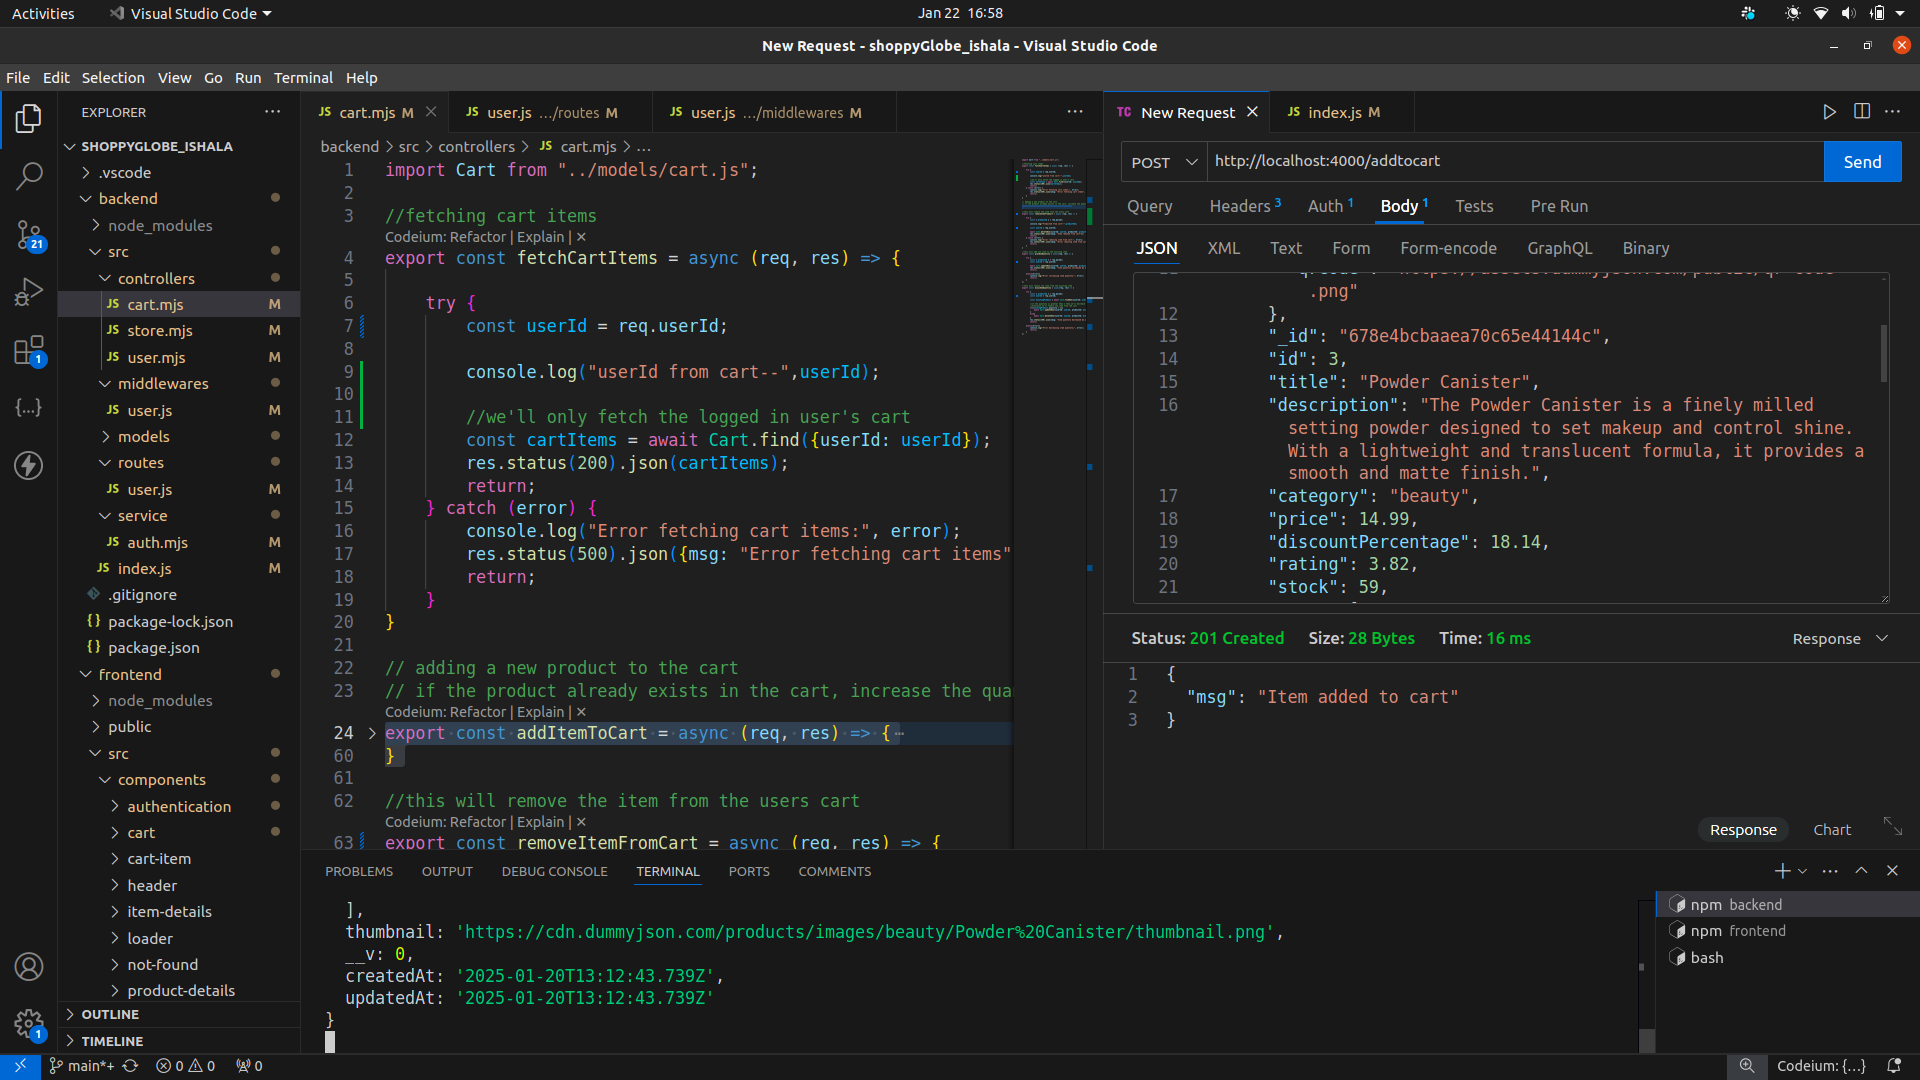 Activities
Visual Studio Code
Jan 22 16:58
New Request - shoppyGlobe_ishala - Visual Studio Code
File Edit Selection View Go Run Terminal Help
EXPLORER
SHOPPYGLOBE_ISHALA
.vscode
backend
node_modules
src
controllers
JS cart.mjs M
JS store.mjs M
JS user.mjs M
middlewares
JS user.js M
models
routes
JS user.js M
service
JS auth.mjs M
JS index.js M
.gitignore
{} package-lock.json
{} package.json
frontend
node_modules
public
src
components
authentication
cart
cart-item
header
item-details
loader
not-found
product-details
OUTLINE
TIMELINE
21
1
{...}
1
JS cart.mjs M
JS user.js .../routes M
JS user.js .../middlewares M
backend > src > controllers > JS cart.mjs > ...
1 import Cart from "../models/cart.js";
2
3 //fetching cart items
Codeium: Refactor | Explain | ×
4 export const fetchCartItems = async (req, res) => {
5
6 try {
7 const userId = req.userId;
8
9 console.log("userId from cart--",userId);
10
11 //we'll only fetch the logged in user's cart
12 const cartItems = await Cart.find({userId: userId});
13 res.status(200).json(cartItems);
14 return;
15 } catch (error) {
16 console.log("Error fetching cart items:", error);
17 res.status(500).json({msg: "Error fetching cart items"
18 return;
19 }
20 }
21
22 // adding a new product to the cart
23 // if the product already exists in the cart, increase the qua
Codeium: Refactor | Explain | ×
24 export const addItemToCart = async (req, res) => { ⋯
60 }
61
62 //this will remove the item from the users cart
Codeium: Refactor | Explain | ×
63 export const removeItemFromCart = async (req, res) => {
TC New Request
JS index.js M
POST
http://localhost:4000/addtocart
Send
Query Headers 3 Auth 1 Body 1 Tests Pre Run
JSON XML Text Form Form-encode GraphQL Binary
.png"
12 },
13 "_id": "678e4bcbaaea70c65e44144c",
14 "id": 3,
15 "title": "Powder Canister",
16 "description": "The Powder Canister is a finely milled
setting powder designed to set makeup and control shine.
With a lightweight and translucent formula, it provides a
smooth and matte finish.",
17 "category": "beauty",
18 "price": 14.99,
19 "discountPercentage": 18.14,
20 "rating": 3.82,
21 "stock": 59,
Status: 201 Created Size: 28 Bytes Time: 16 ms
Response
1 {
2 "msg": "Item added to cart"
3 }
Response Chart
PROBLEMS OUTPUT DEBUG CONSOLE TERMINAL PORTS COMMENTS
],
thumbnail: 'https://cdn.dummyjson.com/products/images/beauty/Powder%20Canister/thumbnail.png',
__v: 0,
createdAt: '2025-01-20T13:12:43.739Z',
updatedAt: '2025-01-20T13:12:43.739Z'
}
npm backend
npm frontend
bash
main*+ 0 0 0
Codeium: {...}